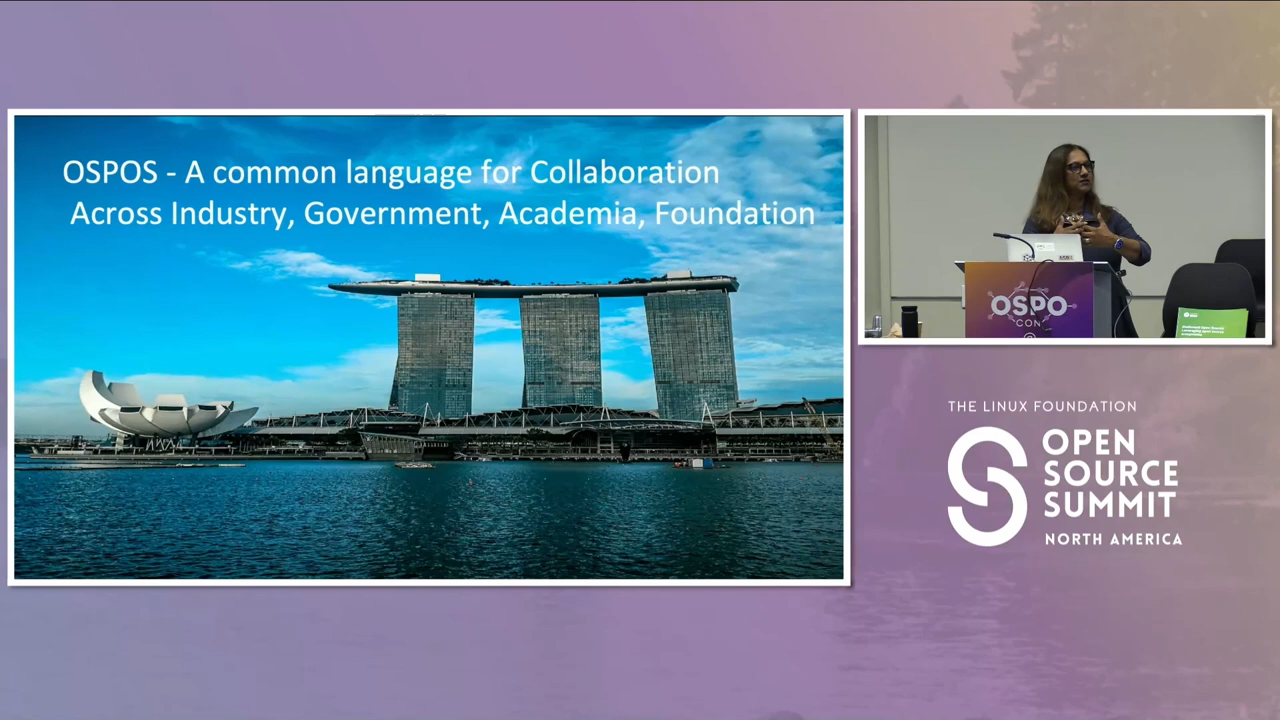 OSPOS - A common language for Collaboration
Across Industry, Government, Academia, Foundation
OSPO
CON
THE LINUX FOUNDATION
OPEN
SOURCE
SUMMIT
NORTH AMERICA